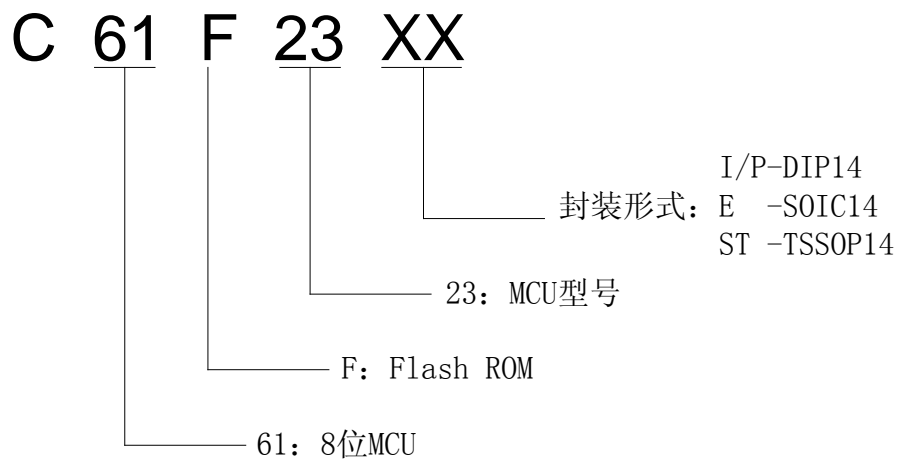 C 61 F 23 XX
I/P-DIP14
封装形式: E -SOIC14
ST -TSSOP14
23: MCU型号
F: Flash ROM
61: 8位MCU